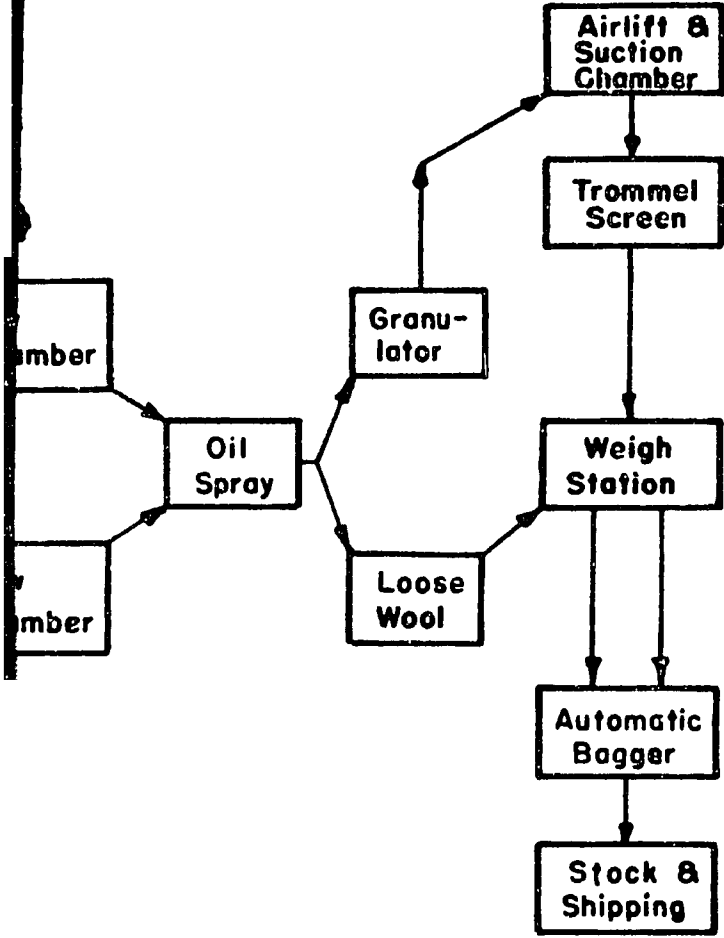 Airlift &
Suction
Chamber
Trommel
Screen
Granu-
lator
Oil
Spray
Weigh
Station
Loose
Wool
Automatic
Bagger
Stock &
Shipping